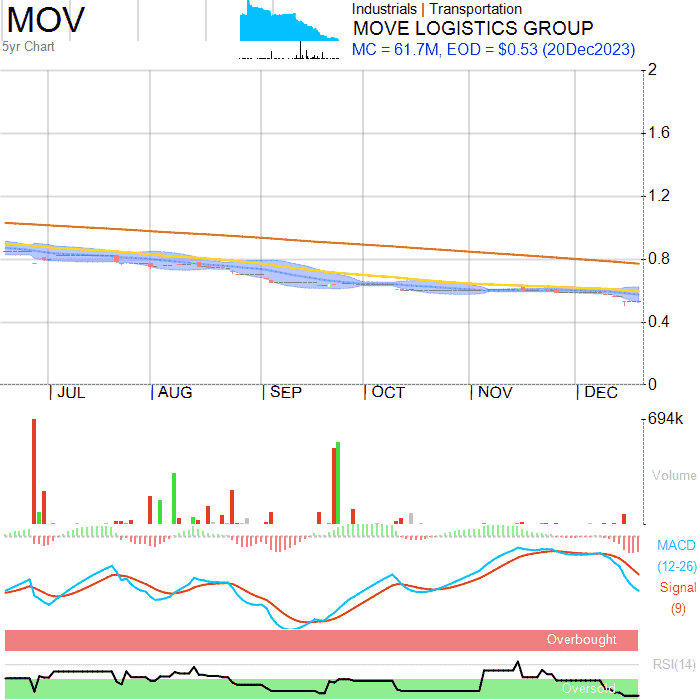 MOV
5yr Chart
Industrials | Transportation
MOVE LOGISTICS GROUP
MC = 61.7M, EOD = $0.53 (20Dec2023)
2
1.6
1.2
0.8
0.4
0
JUL AUG SEP OCT NOV DEC
694k
Volume
MACD
(12-26)
Signal
(9)
Overbought
RSI(14)
Oversold